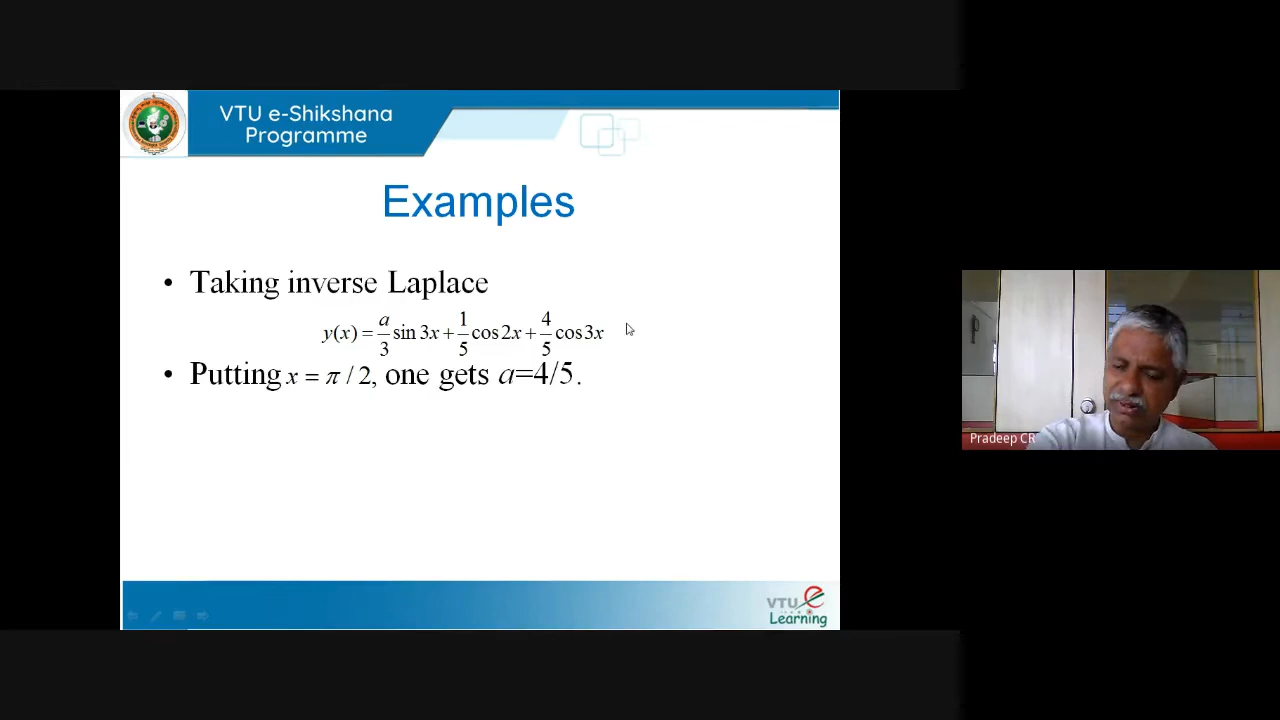 VTU e-Shikshana
Programme
Examples
• Taking inverse Laplace
y(x) = a/3 sin 3x + 1/5 cos 2x + 4/5 cos 3x
• Putting x = π / 2, one gets a=4/5.
Pradeep CR
VTU e
Learning